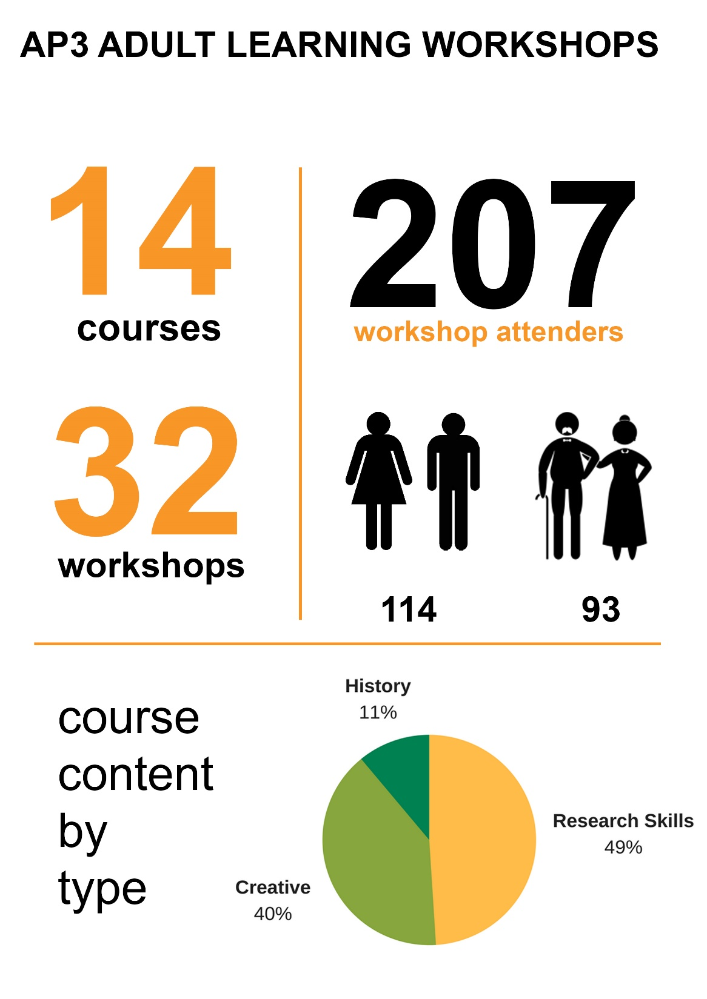 AP3 ADULT LEARNING WORKSHOPS
14
courses
32
workshops
207
workshop attenders
114
93
course
content
by
type
History
11%
Research Skills
49%
Creative
40%